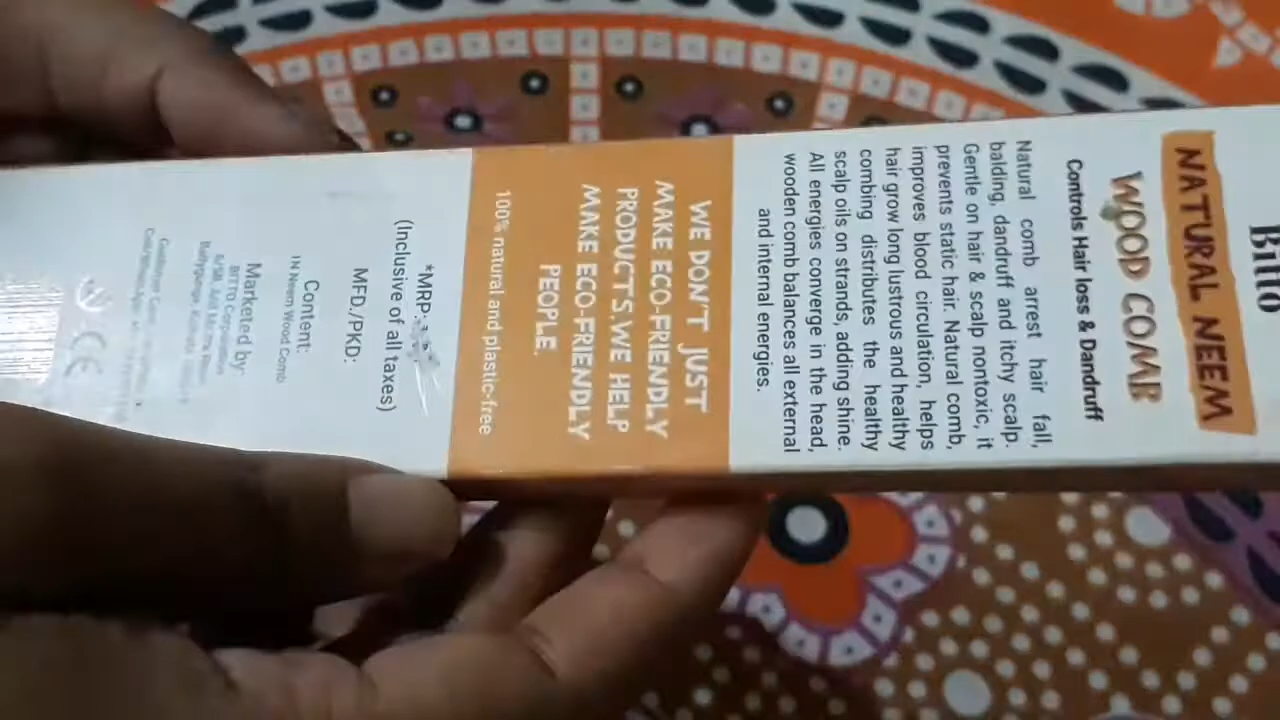 Bitto
NATURAL NEEM
WOOD COMB
Controls Hair loss & Dandruff
Natural comb arrest hair fall,
balding, dandruff and itchy scalp.
Gentle on hair & scalp nontoxic, it
prevents static hair. Natural comb,
improves blood circulation, helps
hair grow long lustrous and healthy
combing distributes the healthy
scalp oils on strands, adding shine.
All energies converge in the head,
wooden comb balances all external
and internal energies.
WE DON'T JUST
MAKE ECO-FRIENDLY
PRODUCTS.WE HELP
MAKE ECO-FRIENDLY
PEOPLE.
100% natural and plastic-free
*MRP:
(Inclusive of all taxes)
MFD./PKD:
Content:
IN Neem Wood Comb
Marketed by:
BITTO Corporation
CE